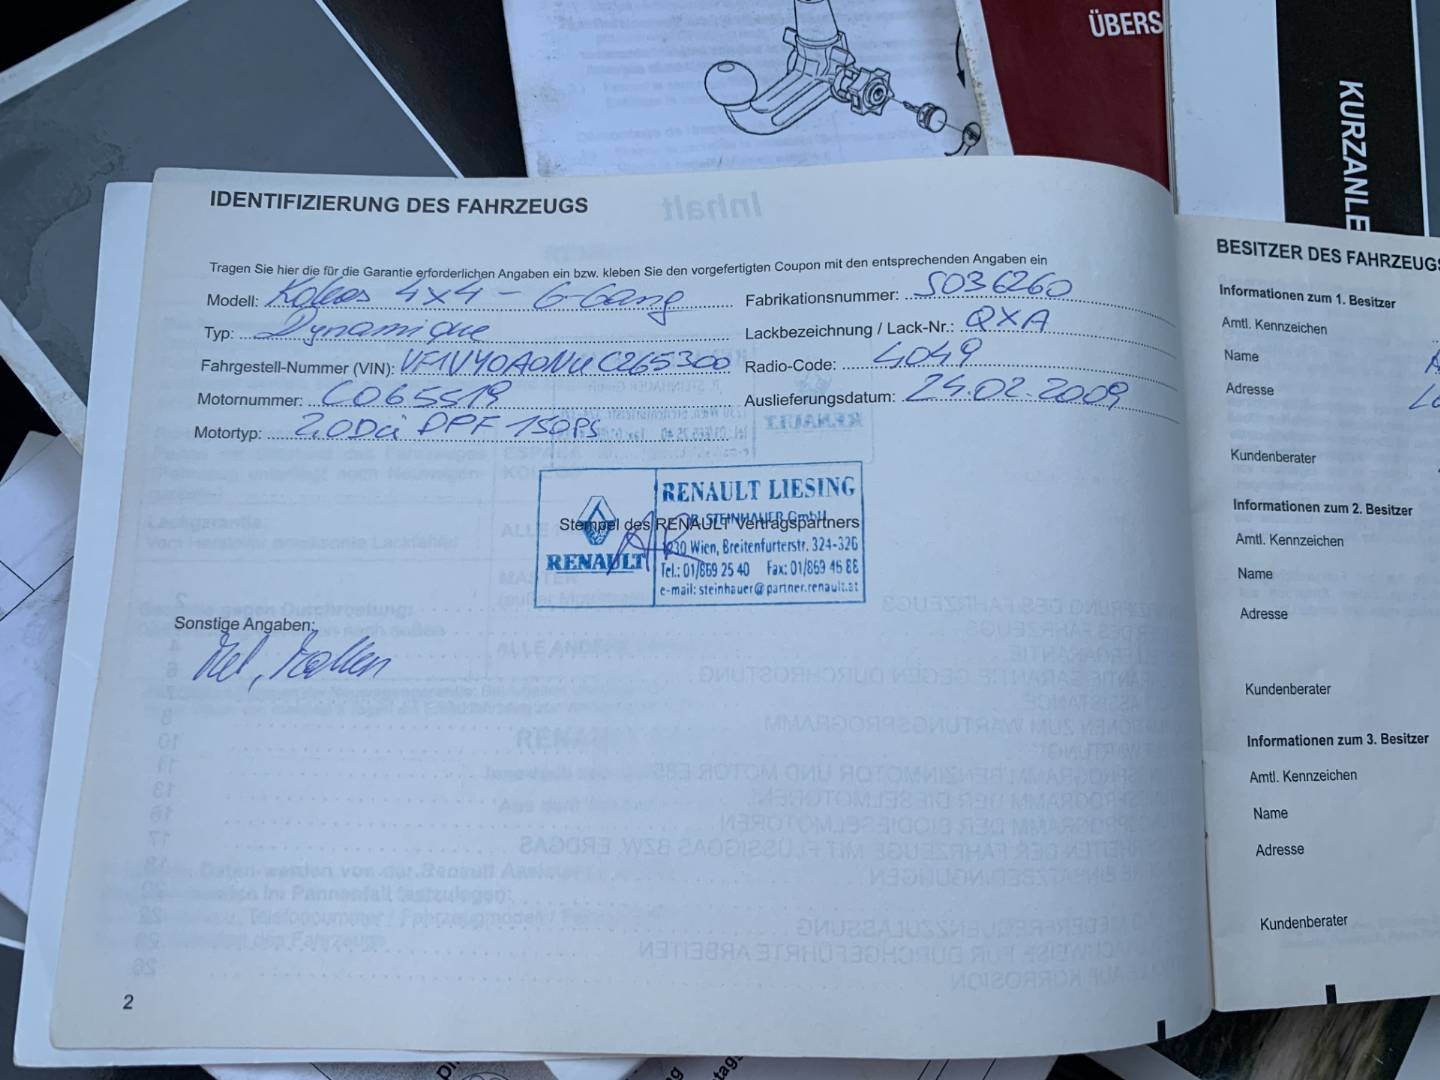 ÜBERS
KURZANLE
IDENTIFIZIERUNG DES FAHRZEUGS
Tragen Sie hier die für die Garantie erforderlichen Angaben ein bzw. kleben Sie den vorgefertigten Coupon mit den entsprechenden Angaben ein
Modell: Koleos 4x4 - 6-Gang
Typ: Dynamique
Fahrgestell-Nummer (VIN): VF1VY0A0NUC265300
Motornummer: C065519
Motortyp: 2,0Dci DPF 150PS
Fabrikationsnummer: S036260
Lackbezeichnung / Lack-Nr.: QXA
Radio-Code: 4049
Auslieferungsdatum: 24.02.2009
RENAULT LIESING
STEINHAUER GmbH
Stempel des RENAULT Vertragspartners
1230 Wien, Breitenfurterstr. 324-326
RENAULT
Tel.: 01/869 25 40 Fax: 01/869 45 88
e-mail: steinhauer@partner.renault.at
Sonstige Angaben:
2
BESITZER DES FAHRZEUGS
Informationen zum 1. Besitzer
Amtl. Kennzeichen
Name
Adresse
Kundenberater
Informationen zum 2. Besitzer
Amtl. Kennzeichen
Name
Adresse
Kundenberater
Informationen zum 3. Besitzer
Amtl. Kennzeichen
Name
Adresse
Kundenberater